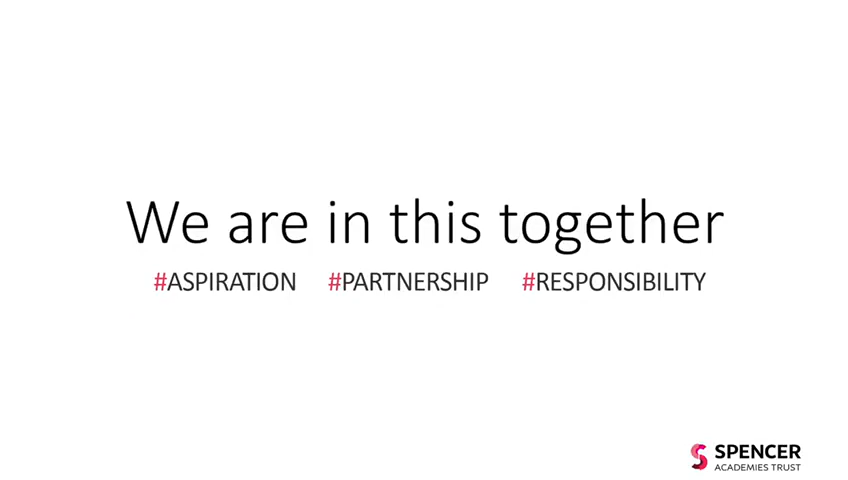 We are in this together
#ASPIRATION #PARTNERSHIP #RESPONSIBILITY
SPENCER
ACADEMIES TRUST